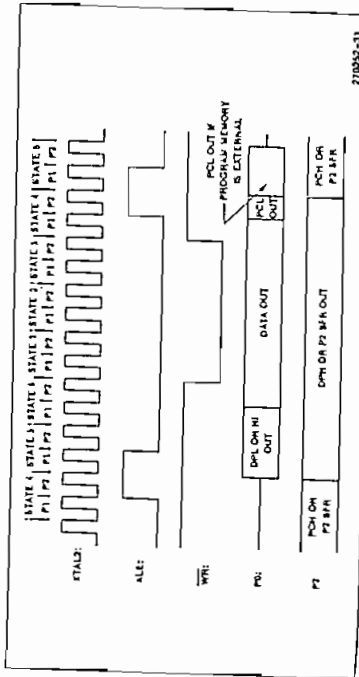 STATE 4 | STATE 5 | STATE 6 | STATE 1 | STATE 2 | STATE 3 | STATE 4 | STATE 5
P1 | P2 | P1 | P2 | P1 | P2 | P1 | P2 | P1 | P2 | P1 | P2 | P1 | P2 | P1 | P2
XTAL2:
ALE:
WR:
PCL OUT IF
PROGRAM MEMORY
IS EXTERNAL
P0:
DPL OR RI
OUT
DATA OUT
PCL
OUT
P2
PCH OR
P2 SFR
DPH OR P2 SFR OUT
PCH OR
P2 SFR